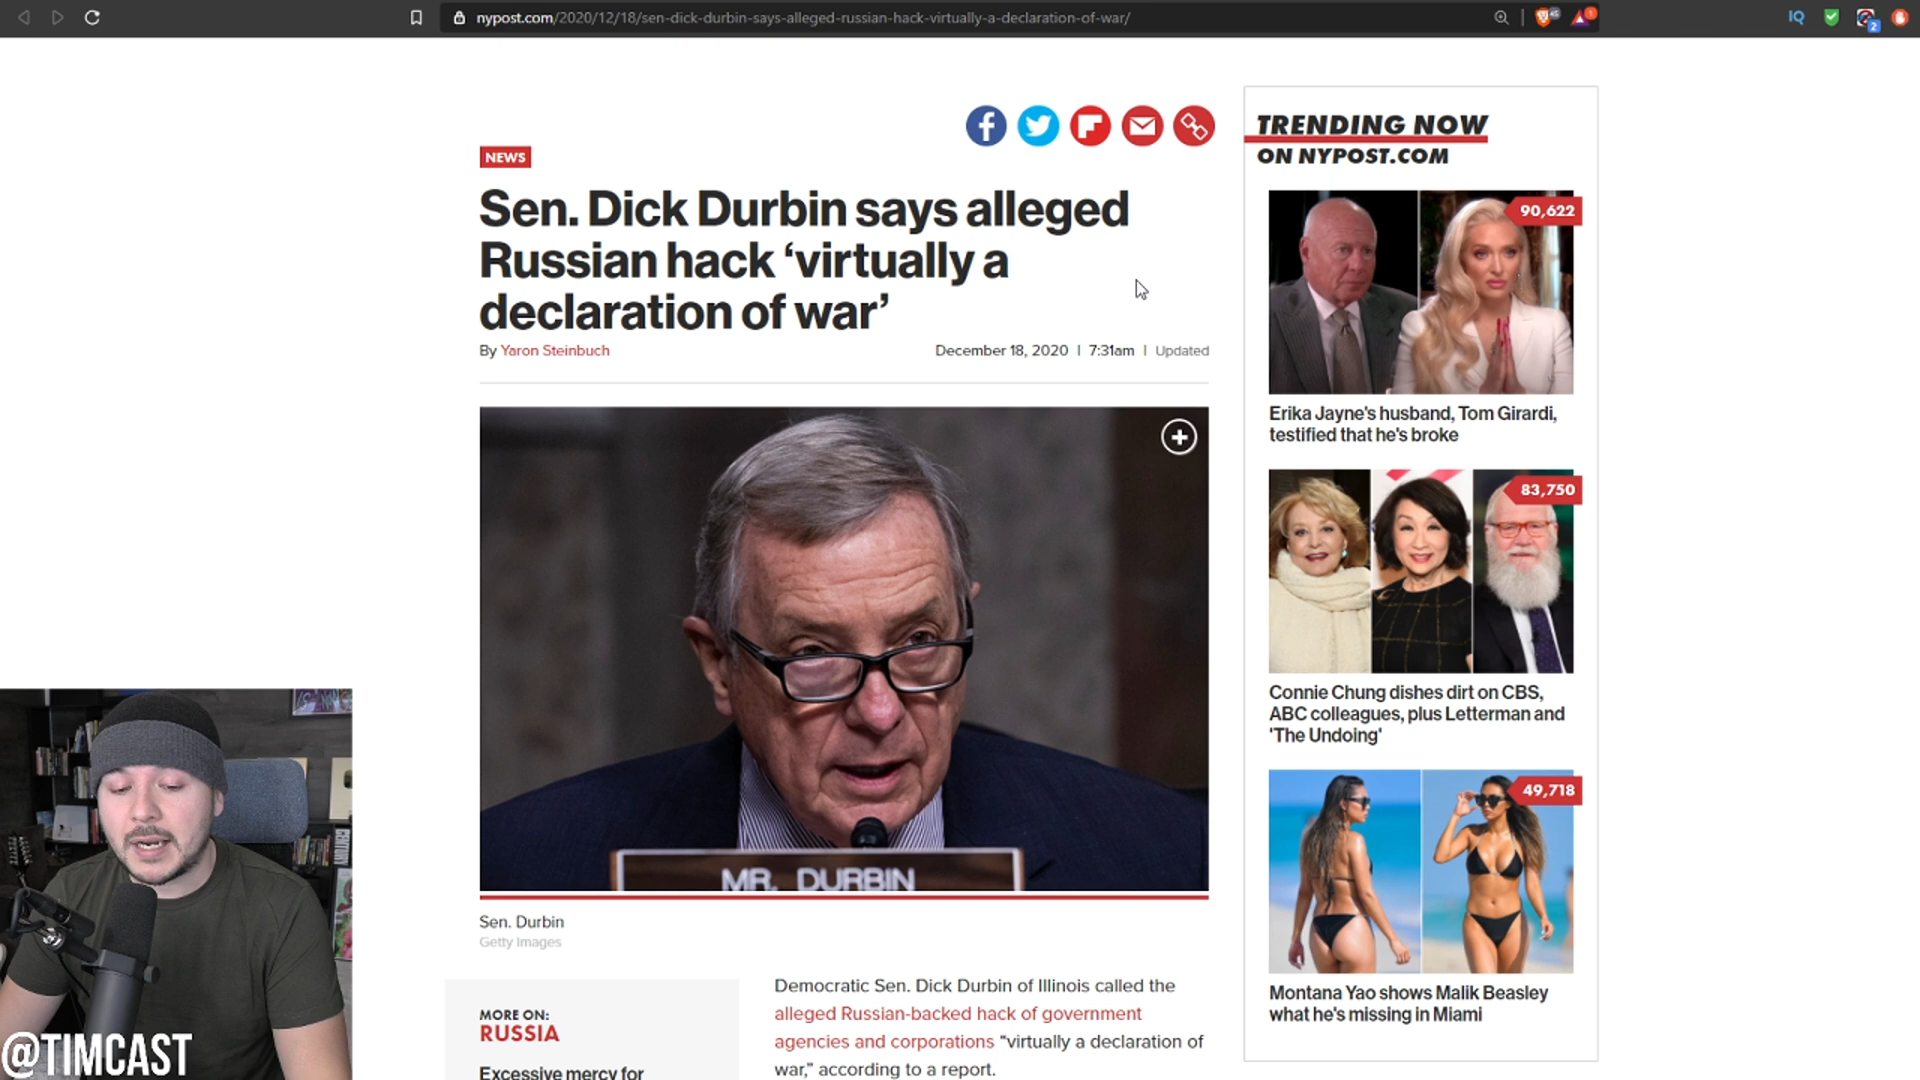 nypost.com/2020/12/18/sen-dick-durbin-says-alleged-russian-hack-virtually-a-declaration-of-war/
IQ
2
NEWS
Sen. Dick Durbin says alleged
Russian hack ‘virtually a
declaration of war’
By Yaron Steinbuch
December 18, 2020 | 7:31am | Updated
MR. DURBIN
Sen. Durbin
Getty Images
MORE ON:
RUSSIA
Excessive mercy for
Democratic Sen. Dick Durbin of Illinois called the
alleged Russian-backed hack of government
agencies and corporations “virtually a declaration of
war,” according to a report.
TRENDING NOW
ON NYPOST.COM
90,622
Erika Jayne's husband, Tom Girardi,
testified that he's broke
83,750
Connie Chung dishes dirt on CBS,
ABC colleagues, plus Letterman and
'The Undoing'
49,718
Montana Yao shows Malik Beasley
what he's missing in Miami
@TIMCAST